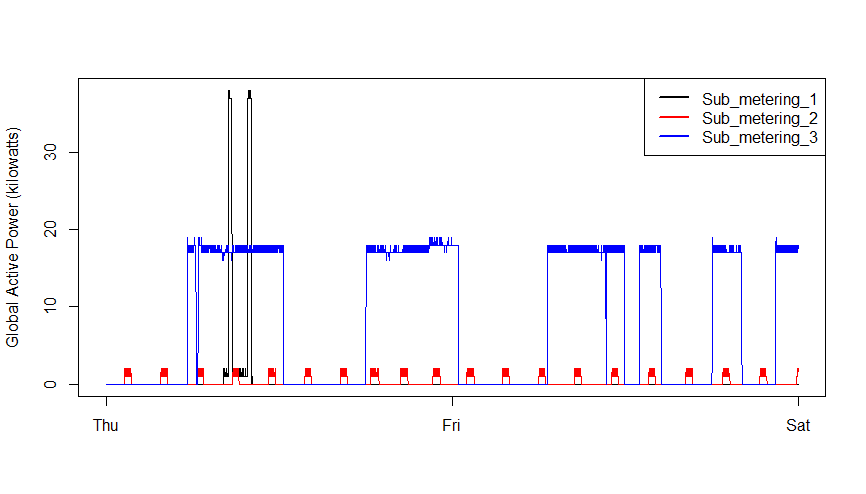 Sub_metering_1
Sub_metering_2
Sub_metering_3
Global Active Power (kilowatts)
30
20
10
0
Thu Fri Sat